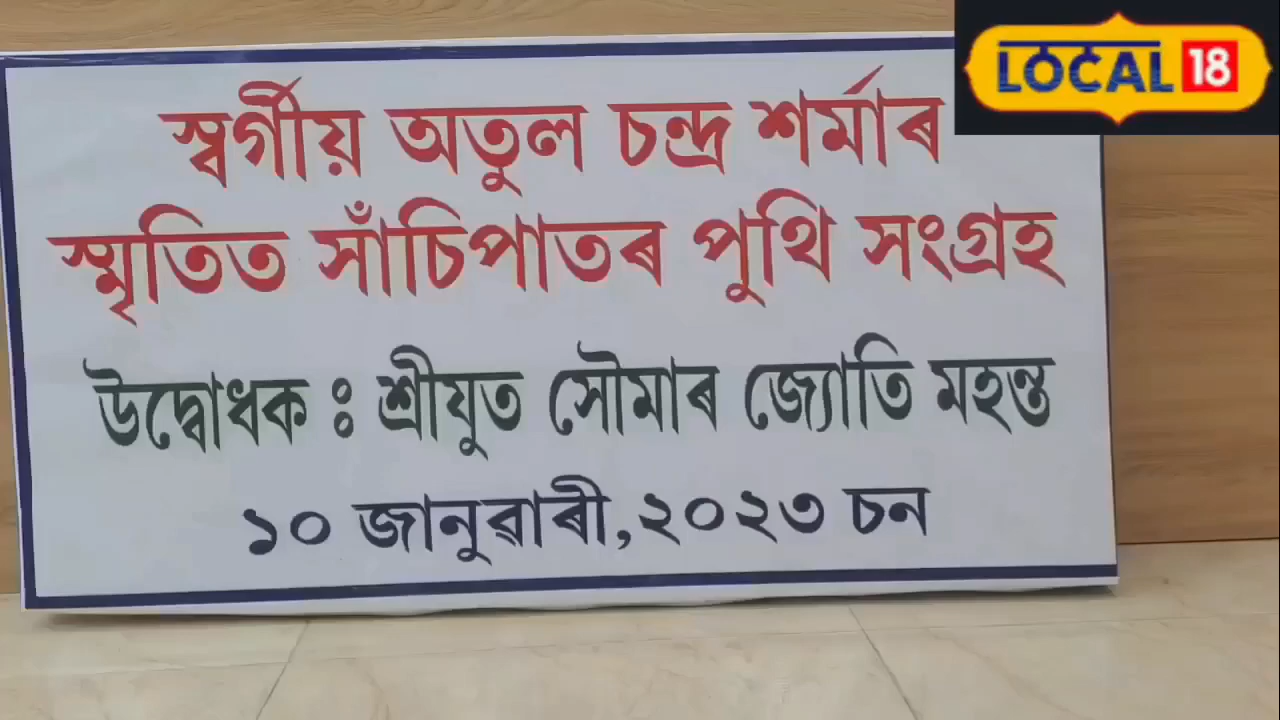 LOCAL 18
স্বৰ্গীয় অতুল চন্দ্ৰ শৰ্মাৰ
স্মৃতিত সাঁচিপাতৰ পুথি সংগ্ৰহ
উদ্বোধক : শ্ৰীযুত সৌমাৰ জ্যোতি মহন্ত
১০ জানুৱাৰী,২০২৩ চন